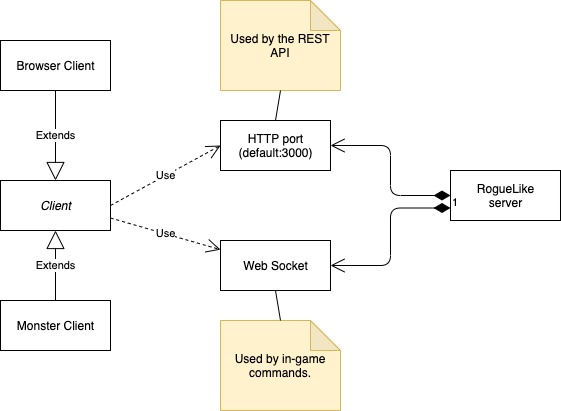 Used by the REST
API
Browser Client
HTTP port
(default:3000)
Extends
Use
Client
RogueLike
server
1
Use
Extends
Web Socket
Monster Client
Used by in-game
commands.